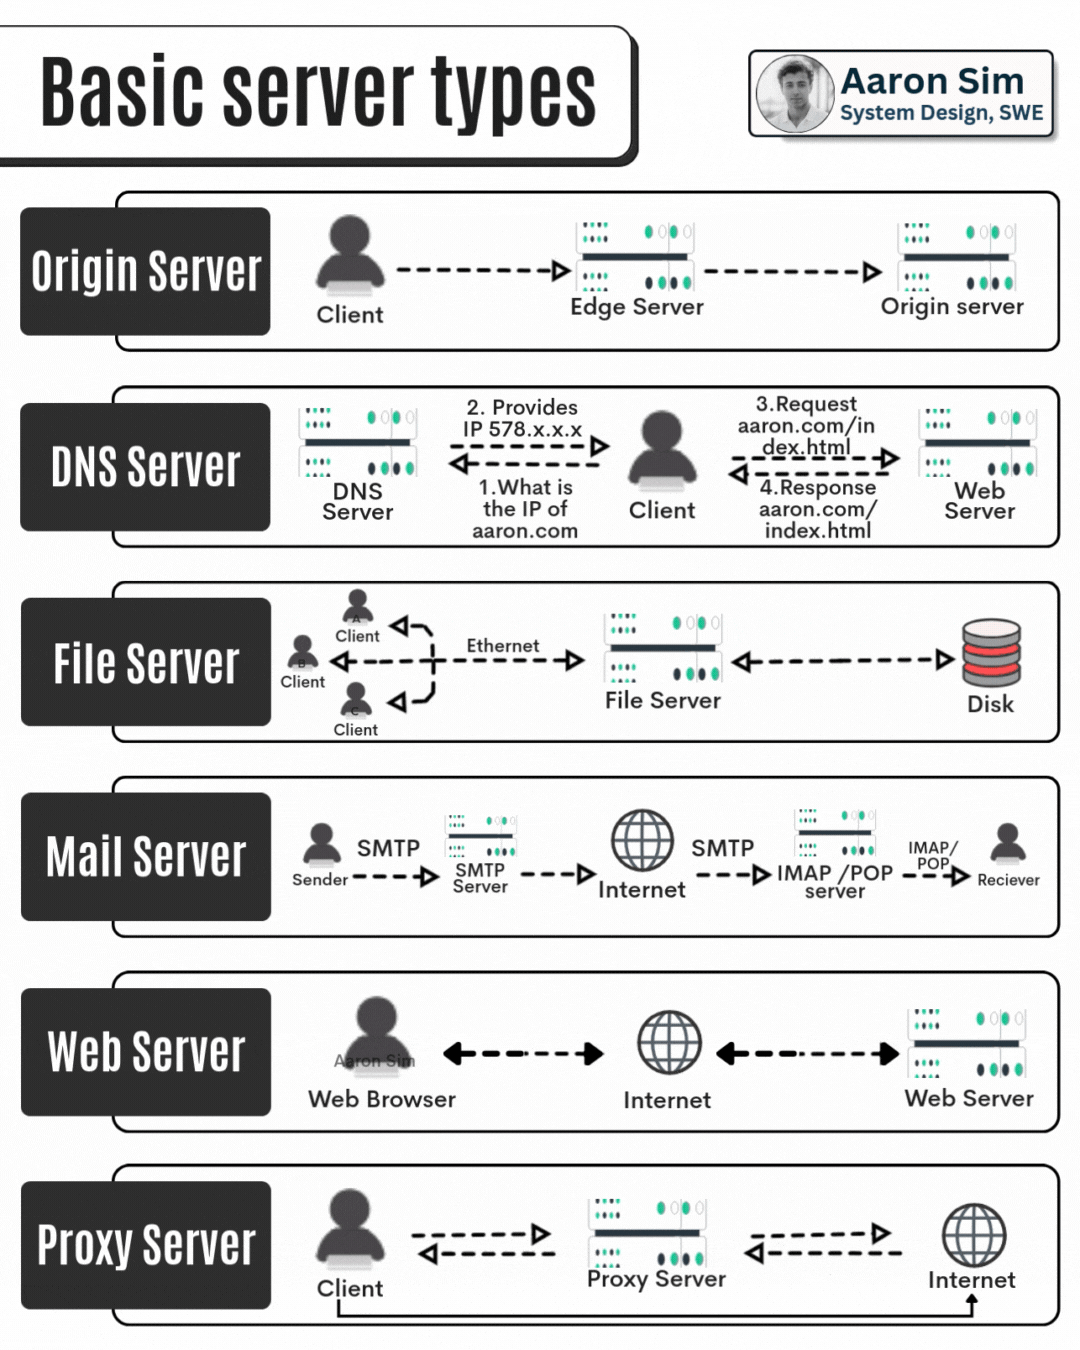 Basic server types
Aaron Sim
System Design, SWE
Origin Server
Client
Edge Server
Origin server
DNS Server
DNS
Server
2. Provides
IP 578.x.x.x
1.What is
the IP of
aaron.com
Client
3.Request
aaron.com/in
dex.html
4.Response
aaron.com/
index.html
Web
Server
File Server
A
Client
B
Client
C
Client
Ethernet
File Server
Disk
Mail Server
Sender
SMTP
SMTP
Server
Internet
SMTP
IMAP /POP
server
IMAP/
POP
Reciever
Web Server
Aaron Sim
Web Browser
Internet
Web Server
Proxy Server
Client
Proxy Server
Internet